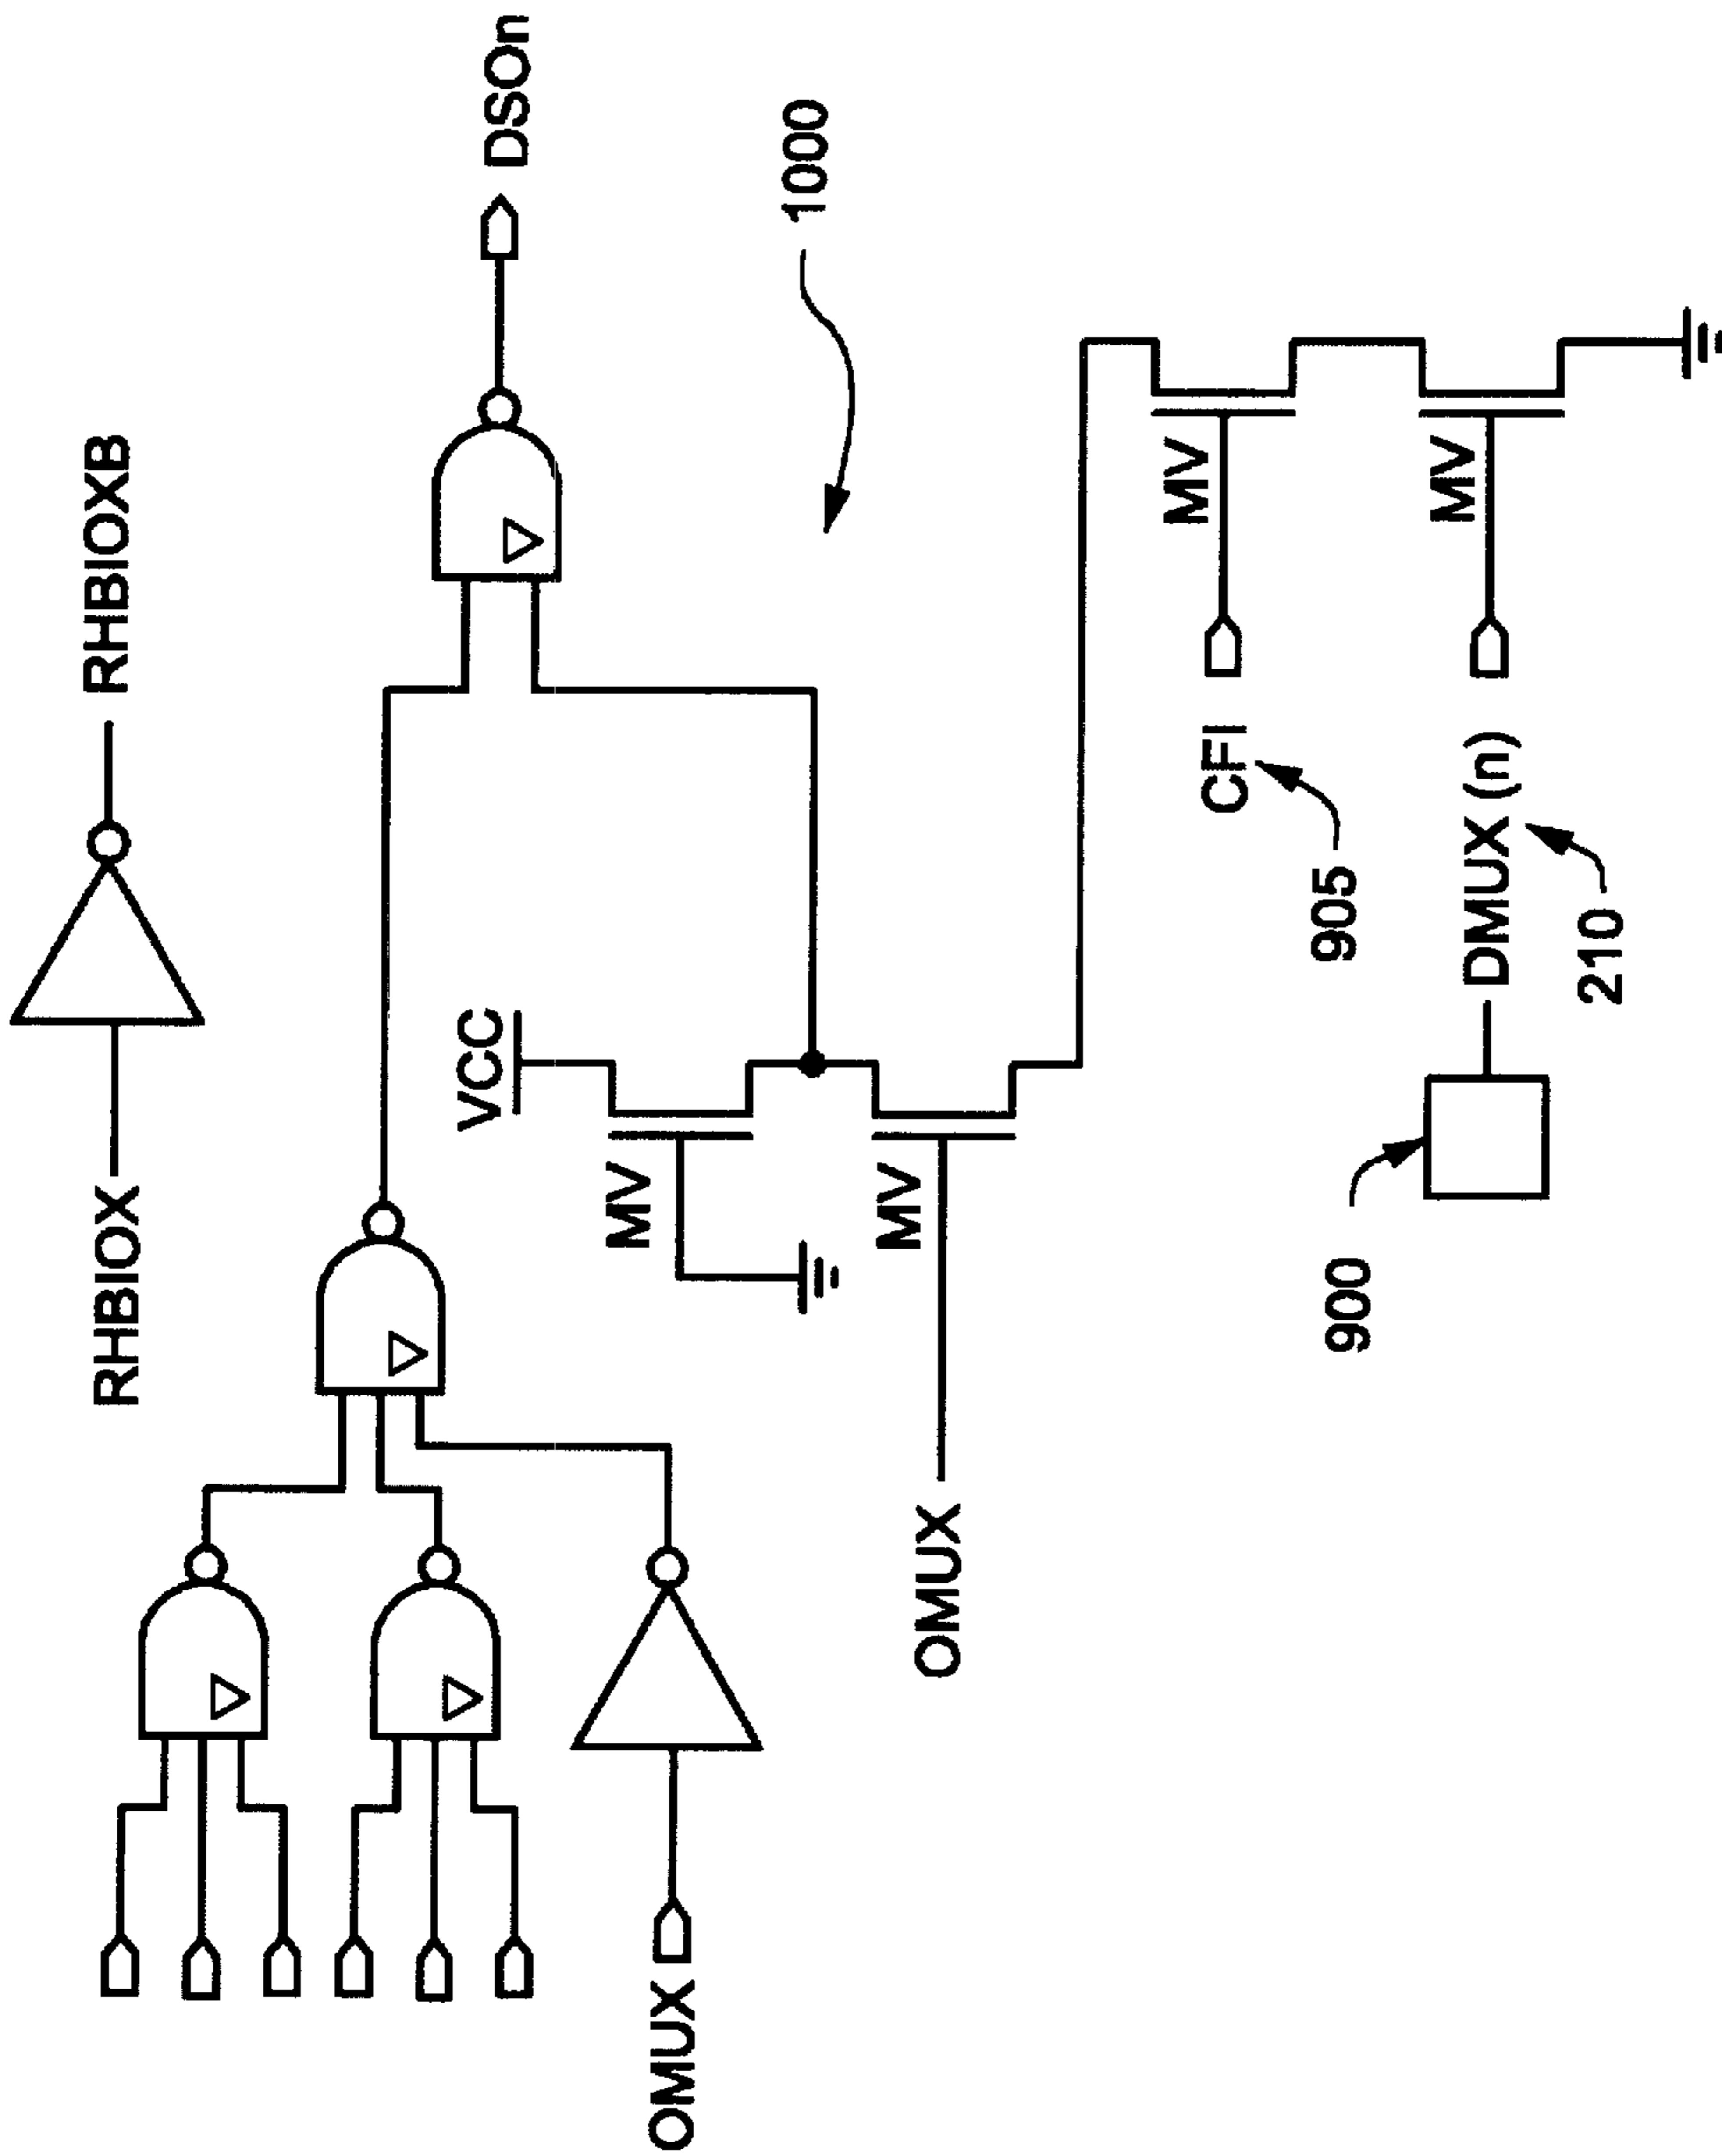 RHBIOX
RHBIOXB
DSOn
VCC
1000
MV
MV
OMUX
OMUX
MV
CFI
905
MV
DMUX (n)
900
210